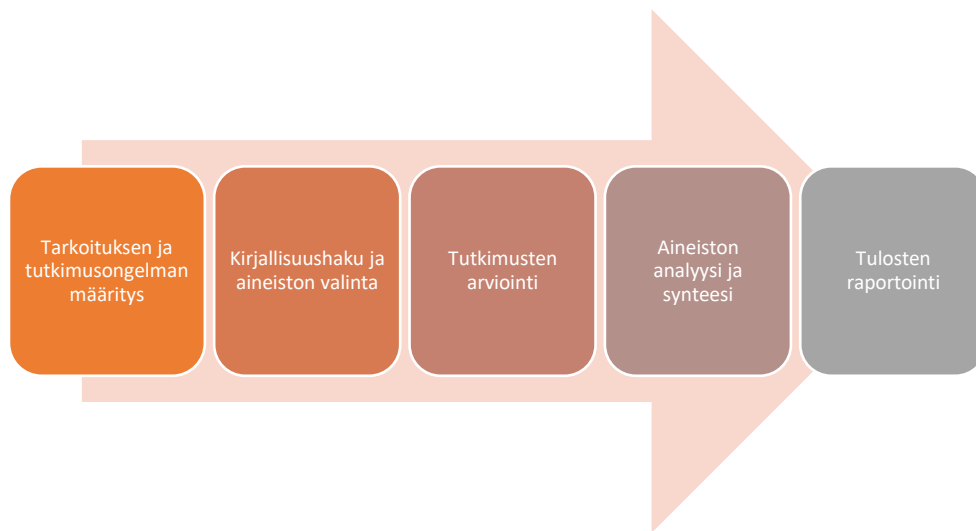 Tarkoituksen ja
tutkimusongelman
määritys
Kirjallisuushaku ja
aineiston valinta
Tutkimusten
arviointi
Aineiston
analyysi ja
synteesi
Tulosten
raportointi